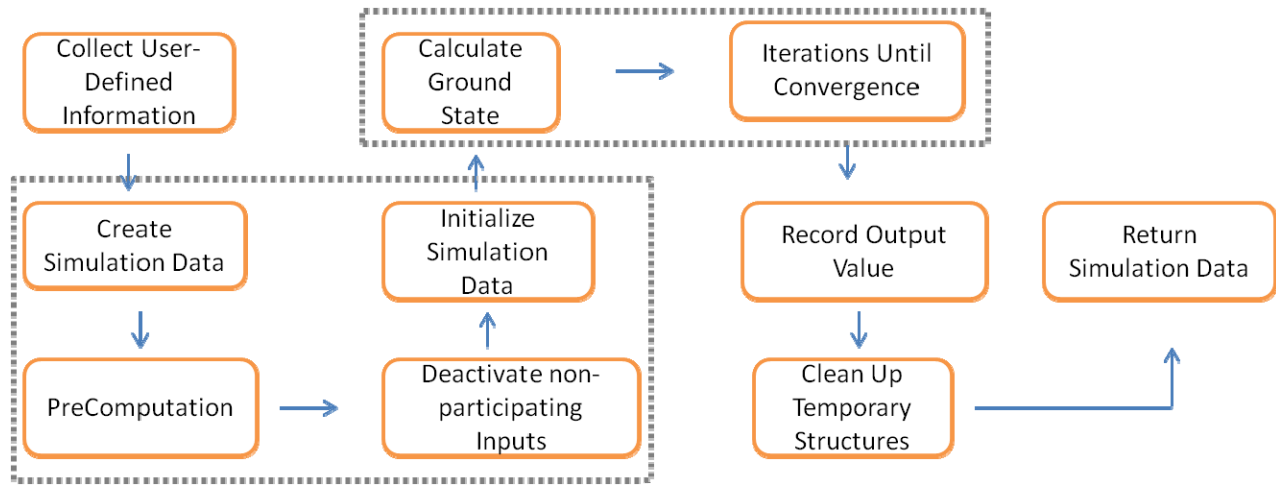 Collect User-
Defined
Information
Create
Simulation Data
PreComputation
Deactivate non-
participating
Inputs
Initialize
Simulation
Data
Calculate
Ground
State
Iterations Until
Convergence
Record Output
Value
Clean Up
Temporary
Structures
Return
Simulation Data